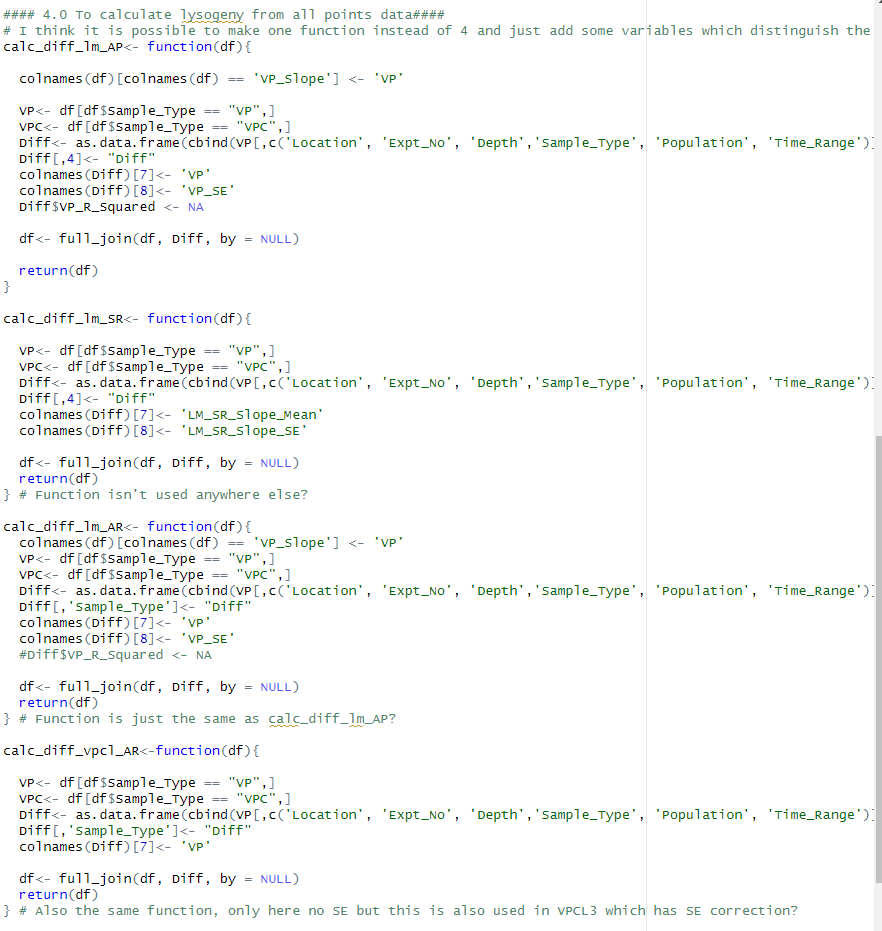 #### 4.0 To calculate lysogeny from all points data####
# I think it is possible to make one function instead of 4 and just add some variables which distinguish the
calc_diff_lm_AP<- function(df){
colnames(df)[colnames(df) == 'VP_Slope'] <- 'VP'
VP<- df[df$Sample_Type == "VP",]
VPC<- df[df$Sample_Type == "VPC",]
Diff<- as.data.frame(cbind(VP[,c('Location', 'Expt_No', 'Depth','Sample_Type', 'Population', 'Time_Range')]
Diff[,4]<- "Diff"
colnames(Diff)[7]<- 'VP'
colnames(Diff)[8]<- 'VP_SE'
Diff$VP_R_Squared <- NA
df<- full_join(df, Diff, by = NULL)
return(df)
}
calc_diff_lm_SR<- function(df){
VP<- df[df$Sample_Type == "VP",]
VPC<- df[df$Sample_Type == "VPC",]
Diff<- as.data.frame(cbind(VP[,c('Location', 'Expt_No', 'Depth','Sample_Type', 'Population', 'Time_Range')]
Diff[,4]<- "Diff"
colnames(Diff)[7]<- 'LM_SR_Slope_Mean'
colnames(Diff)[8]<- 'LM_SR_Slope_SE'
df<- full_join(df, Diff, by = NULL)
return(df)
} # Function isn't used anywhere else?
calc_diff_lm_AR<- function(df){
colnames(df)[colnames(df) == 'VP_Slope'] <- 'VP'
VP<- df[df$Sample_Type == "VP",]
VPC<- df[df$Sample_Type == "VPC",]
Diff<- as.data.frame(cbind(VP[,c('Location', 'Expt_No', 'Depth','Sample_Type', 'Population', 'Time_Range')]
Diff[,'Sample_Type']<- "Diff"
colnames(Diff)[7]<- 'VP'
colnames(Diff)[8]<- 'VP_SE'
#Diff$VP_R_Squared <- NA
df<- full_join(df, Diff, by = NULL)
return(df)
} # Function is just the same as calc_diff_lm_AP?
calc_diff_vpcl_AR<-function(df){
VP<- df[df$Sample_Type == "VP",]
VPC<- df[df$Sample_Type == "VPC",]
Diff<- as.data.frame(cbind(VP[,c('Location', 'Expt_No', 'Depth','Sample_Type', 'Population', 'Time_Range')]
Diff[,'Sample_Type']<- "Diff"
colnames(Diff)[7]<- 'VP'
df<- full_join(df, Diff, by = NULL)
return(df)
} # Also the same function, only here no SE but this is also used in VPCL3 which has SE correction?